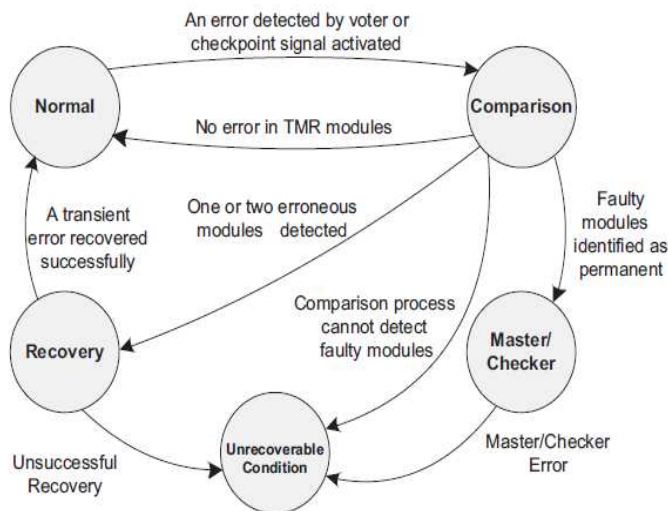 An error detected by voter or
checkpoint signal activated
Normal
Comparison
No error in TMR modules
A transient
error recovered
successfully
One or two erroneous
modules detected
Faulty
modules
identified as
permanent
Comparison process
cannot detect
faulty modules
Recovery
Master/
Checker
Unsuccessful
Recovery
Unrecoverable
Condition
Master/Checker
Error